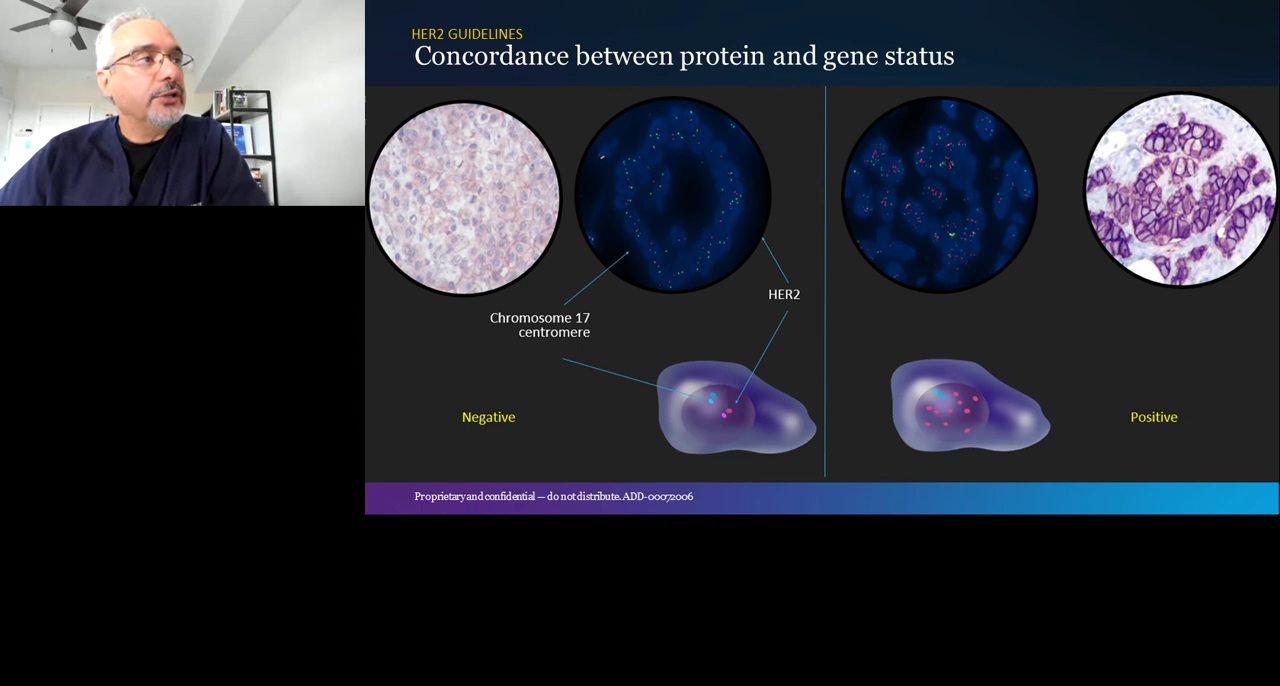 HER2 GUIDELINES
Concordance between protein and gene status
HER2
Chromosome 17
centromere
Negative
Positive
Proprietary and confidential — do not distribute. ADD-00072006